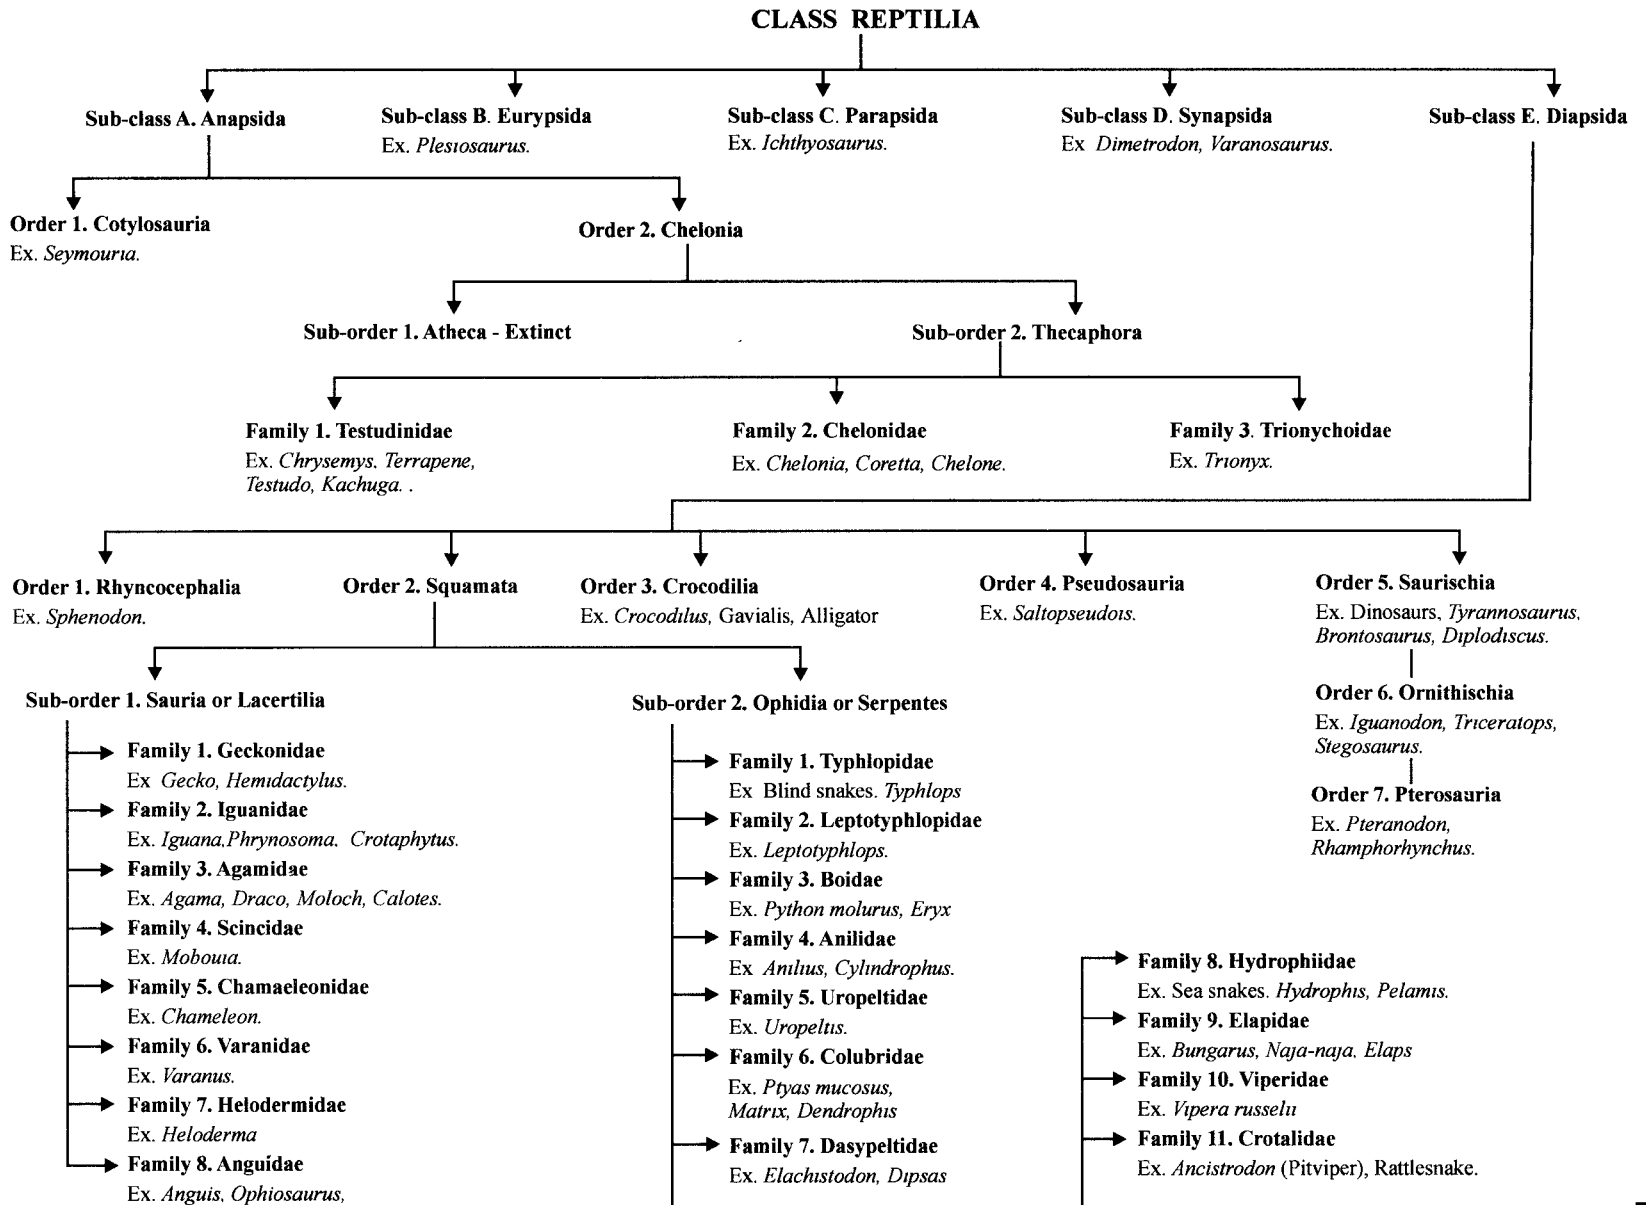 CLASS REPTILIA
Sub-class A. Anapsida
Sub-class B. Eurypsida
Ex. Plesiosaurus.
Sub-class C. Parapsida
Ex. Ichthyosaurus.
Sub-class D. Synapsida
Ex Dimetrodon, Varanosaurus.
Sub-class E. Diapsida
Order 1. Cotylosauria
Ex. Seymouria.
Order 2. Chelonia
Sub-order 1. Atheca - Extinct
Sub-order 2. Thecaphora
Family 1. Testudinidae
Ex. Chrysemys. Terrapene,
Testudo, Kachuga. .
Family 2. Chelonidae
Ex. Chelonia, Coretta, Chelone.
Family 3. Trionychoidae
Ex. Trionyx.
Order 1. Rhyncocephalia
Ex. Sphenodon.
Order 2. Squamata
Order 3. Crocodilia
Ex. Crocodilus, Gavialis, Alligator
Order 4. Pseudosauria
Ex. Saltopseudois.
Order 5. Saurischia
Ex. Dinosaurs, Tyrannosaurus,
Brontosaurus, Diplodiscus.
Order 6. Ornithischia
Ex. Iguanodon, Triceratops,
Stegosaurus.
Order 7. Pterosauria
Ex. Pteranodon,
Rhamphorhynchus.
Sub-order 1. Sauria or Lacertilia
Family 1. Geckonidae
Ex Gecko, Hemidactylus.
Family 2. Iguanidae
Ex. Iguana,Phrynosoma. Crotaphytus.
Family 3. Agamidae
Ex. Agama, Draco, Moloch, Calotes.
Family 4. Scincidae
Ex. Mobouia.
Family 5. Chamaeleonidae
Ex. Chameleon.
Family 6. Varanidae
Ex. Varanus.
Family 7. Helodermidae
Ex. Heloderma
Family 8. Anguidae
Ex. Anguis, Ophiosaurus,
Sub-order 2. Ophidia or Serpentes
Family 1. Typhlopidae
Ex Blind snakes. Typhlops
Family 2. Leptotyphlopidae
Ex. Leptotyphlops.
Family 3. Boidae
Ex. Python molurus, Eryx
Family 4. Anilidae
Ex Anilius, Cylindrophus.
Family 5. Uropeltidae
Ex. Uropeltis.
Family 6. Colubridae
Ex. Ptyas mucosus,
Matrix, Dendrophis
Family 7. Dasypeltidae
Ex. Elachistodon, Dipsas
Family 8. Hydrophiidae
Ex. Sea snakes. Hydrophis, Pelamis.
Family 9. Elapidae
Ex. Bungarus, Naja-naja. Elaps
Family 10. Viperidae
Ex. Vipera russelii
Family 11. Crotalidae
Ex. Ancistrodon (Pitviper), Rattlesnake.